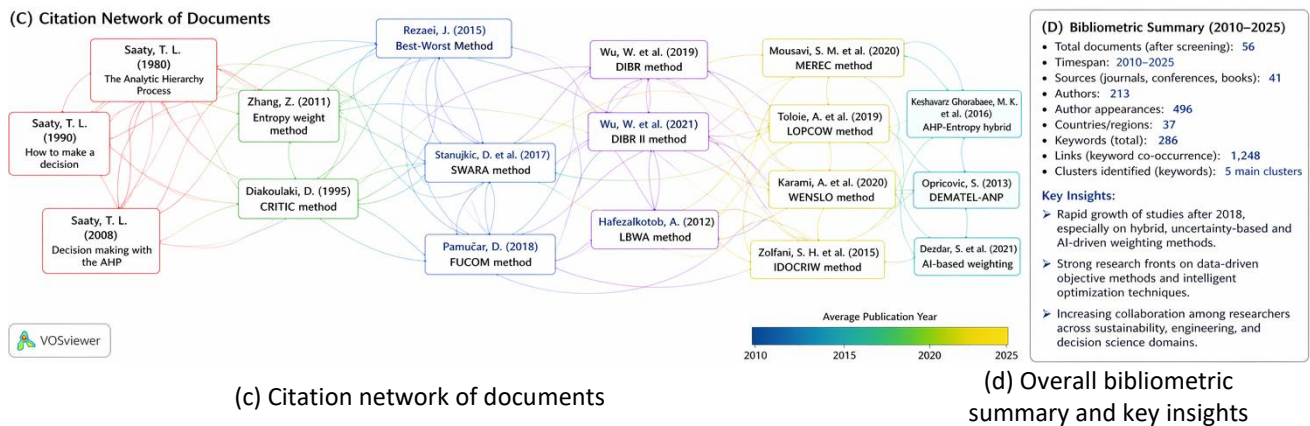 (C) Citation Network of Documents
Saaty, T. L.
(1980)
The Analytic Hierarchy
Process
Saaty, T. L.
(1990)
How to make a
decision
Saaty, T. L.
(2008)
Decision making with
the AHP
Zhang, Z. (2011)
Entropy weight
method
Diakoulaki, D. (1995)
CRITIC method
Rezaei, J. (2015)
Best-Worst Method
Stanujkic, D. et al. (2017)
SWARA method
Pamučar, D. (2018)
FUCOM method
Wu, W. et al. (2019)
DIBR method
Wu, W. et al. (2021)
DIBR II method
Hafezalkotob, A. (2012)
LBWA method
Mousavi, S. M. et al. (2020)
MEREC method
Toloie, A. et al. (2019)
LOPCOW method
Karami, A. et al. (2020)
WENSLO method
Zolfani, S. H. et al. (2015)
IDOCRIW method
Keshavarz Ghorabaee, M. K.
et al. (2016)
AHP-Entropy hybrid
Opricovic, S. (2013)
DEMATEL-ANP
Dezdar, S. et al. (2021)
AI-based weighting
VOSviewer
Average Publication Year
2010 2015 2020 2025
(D) Bibliometric Summary (2010–2025)
• Total documents (after screening): 56
• Timespan: 2010–2025
• Sources (journals, conferences, books): 41
• Authors: 213
• Author appearances: 496
• Countries/regions: 37
• Keywords (total): 286
• Links (keyword co-occurrence): 1,248
• Clusters identified (keywords): 5 main clusters
Key Insights:
➢ Rapid growth of studies after 2018,
especially on hybrid, uncertainty-based and
AI-driven weighting methods.
➢ Strong research fronts on data-driven
objective methods and intelligent
optimization techniques.
➢ Increasing collaboration among researchers
across sustainability, engineering, and
decision science domains.
(c) Citation network of documents
(d) Overall bibliometric
summary and key insights